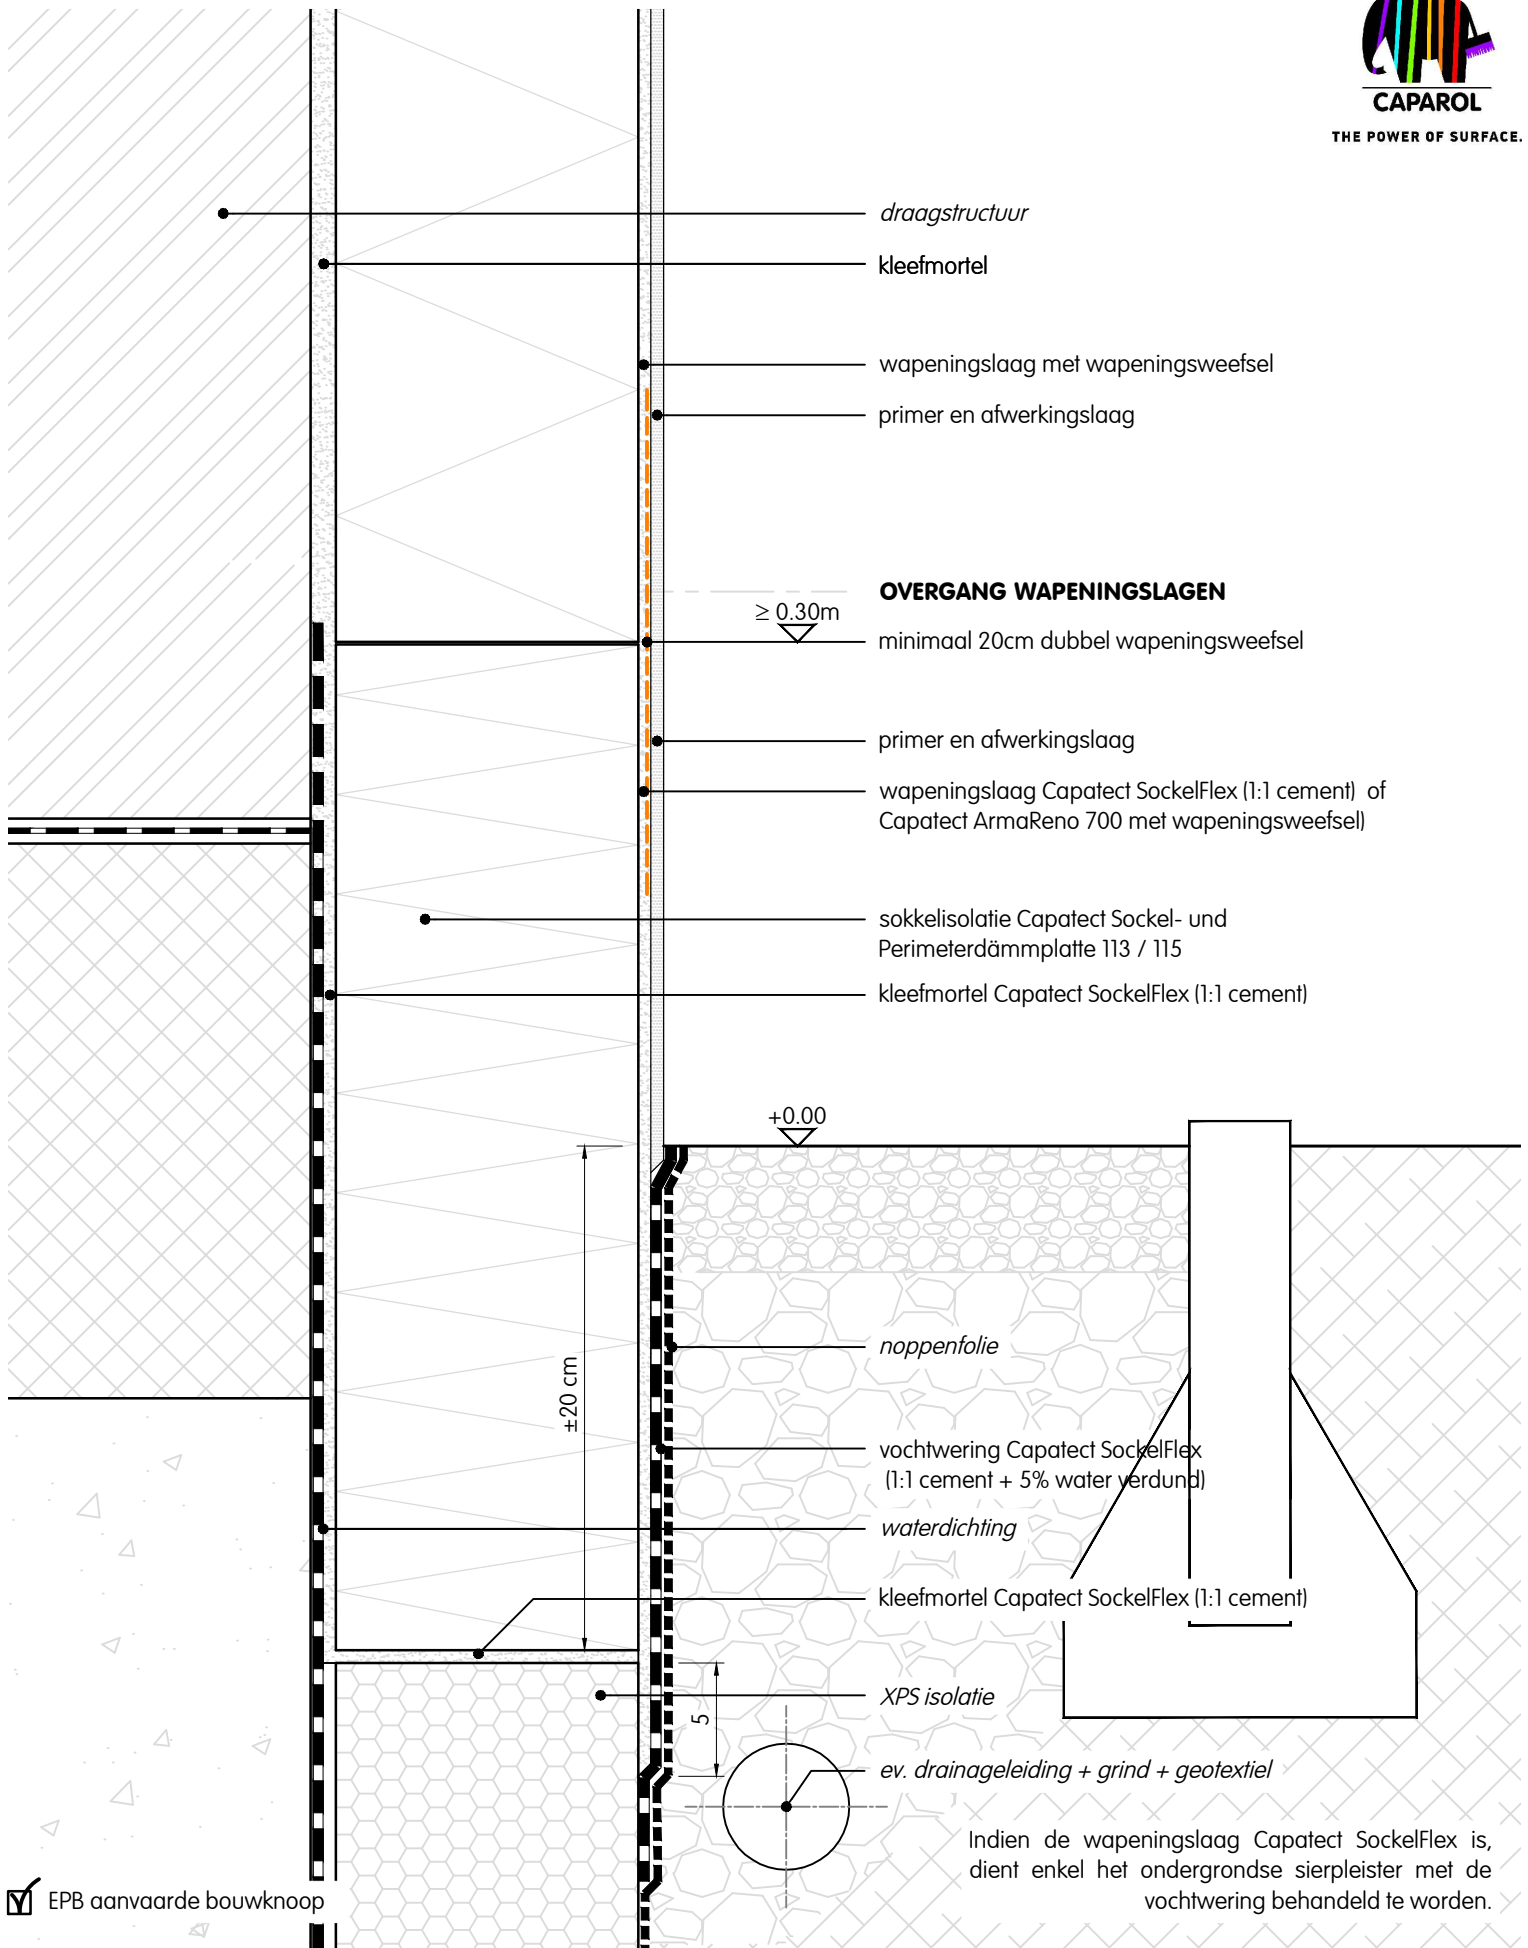 CAPAROL
THE POWER OF SURFACE.
draagstructuur
kleefmortel
wapeningslaag met wapeningsweefsel
primer en afwerkingslaag
OVERGANG WAPENINGSLAGEN
≥ 0.30m
minimaal 20cm dubbel wapeningsweefsel
primer en afwerkingslaag
wapeningslaag Capatect SockelFlex (1:1 cement) of
Capatect ArmaReno 700 met wapeningsweefsel)
sokkelisolatie Capatect Sockel- und
Perimeterdämmplatte 113 / 115
kleefmortel Capatect SockelFlex (1:1 cement)
+0.00
noppenfolie
±20 cm
vochtwering Capatect SockelFlex
(1:1 cement + 5% water verdund)
waterdichting
kleefmortel Capatect SockelFlex (1:1 cement)
XPS isolatie
5
ev. drainageleiding + grind + geotextiel
Indien de wapeningslaag Capatect SockelFlex is,
dient enkel het ondergrondse sierpleister met de
vochtwering behandeld te worden.
EPB aanvaarde bouwknoop